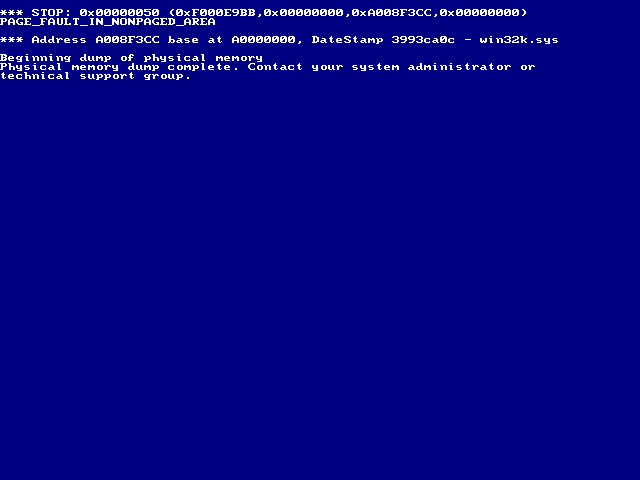 *** STOP: 0x00000050 (0xF000E9BB,0x00000000,0xA008F3CC,0x00000000)
PAGE_FAULT_IN_NONPAGED_AREA
*** Address A008F3CC base at A0000000, DateStamp 3993ca0c - win32k.sys
Beginning dump of physical memory
Physical memory dump complete. Contact your system administrator or
technical support group.